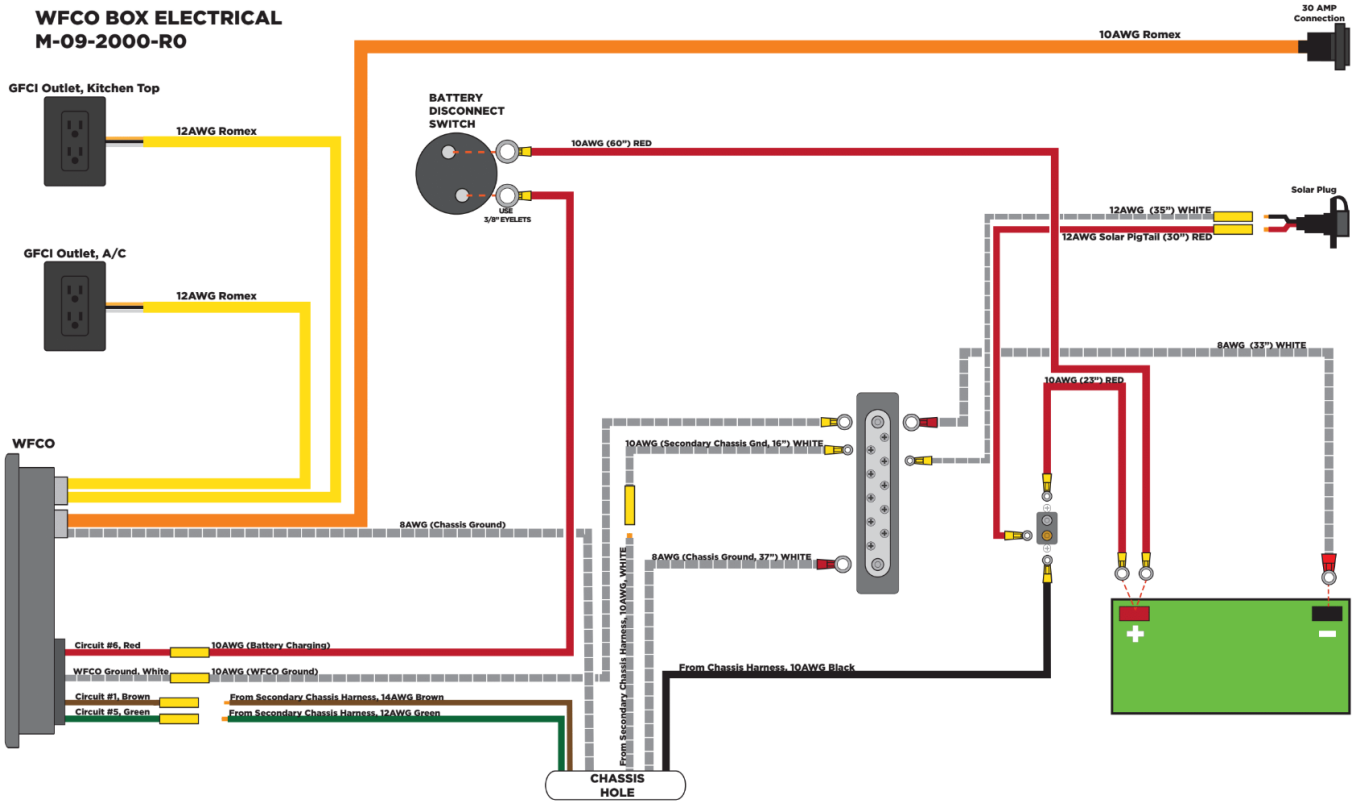 WFCO BOX ELECTRICAL
M-09-2000-R0
30 AMP
Connection
10AWG Romex
GFCI Outlet, Kitchen Top
12AWG Romex
BATTERY
DISCONNECT
SWITCH
10AWG (60") RED
USE
3/8" EYELETS
Solar Plug
12AWG (35") WHITE
12AWG Solar PigTail (30") RED
GFCI Outlet, A/C
12AWG Romex
8AWG (33") WHITE
10AWG (23") RED
WFCO
10AWG (Secondary Chassis Gnd, 16") WHITE
8AWG (Chassis Ground)
8AWG (Chassis Ground, 37") WHITE
From Secondary Chassis Harness, 10AWG, WHITE
+
−
Circuit #6, Red
10AWG (Battery Charging)
WFCO Ground, White
10AWG (WFCO Ground)
From Chassis Harness, 10AWG Black
Circuit #1, Brown
From Secondary Chassis Harness, 14AWG Brown
Circuit #5, Green
From Secondary Chassis Harness, 12AWG Green
CHASSIS
HOLE